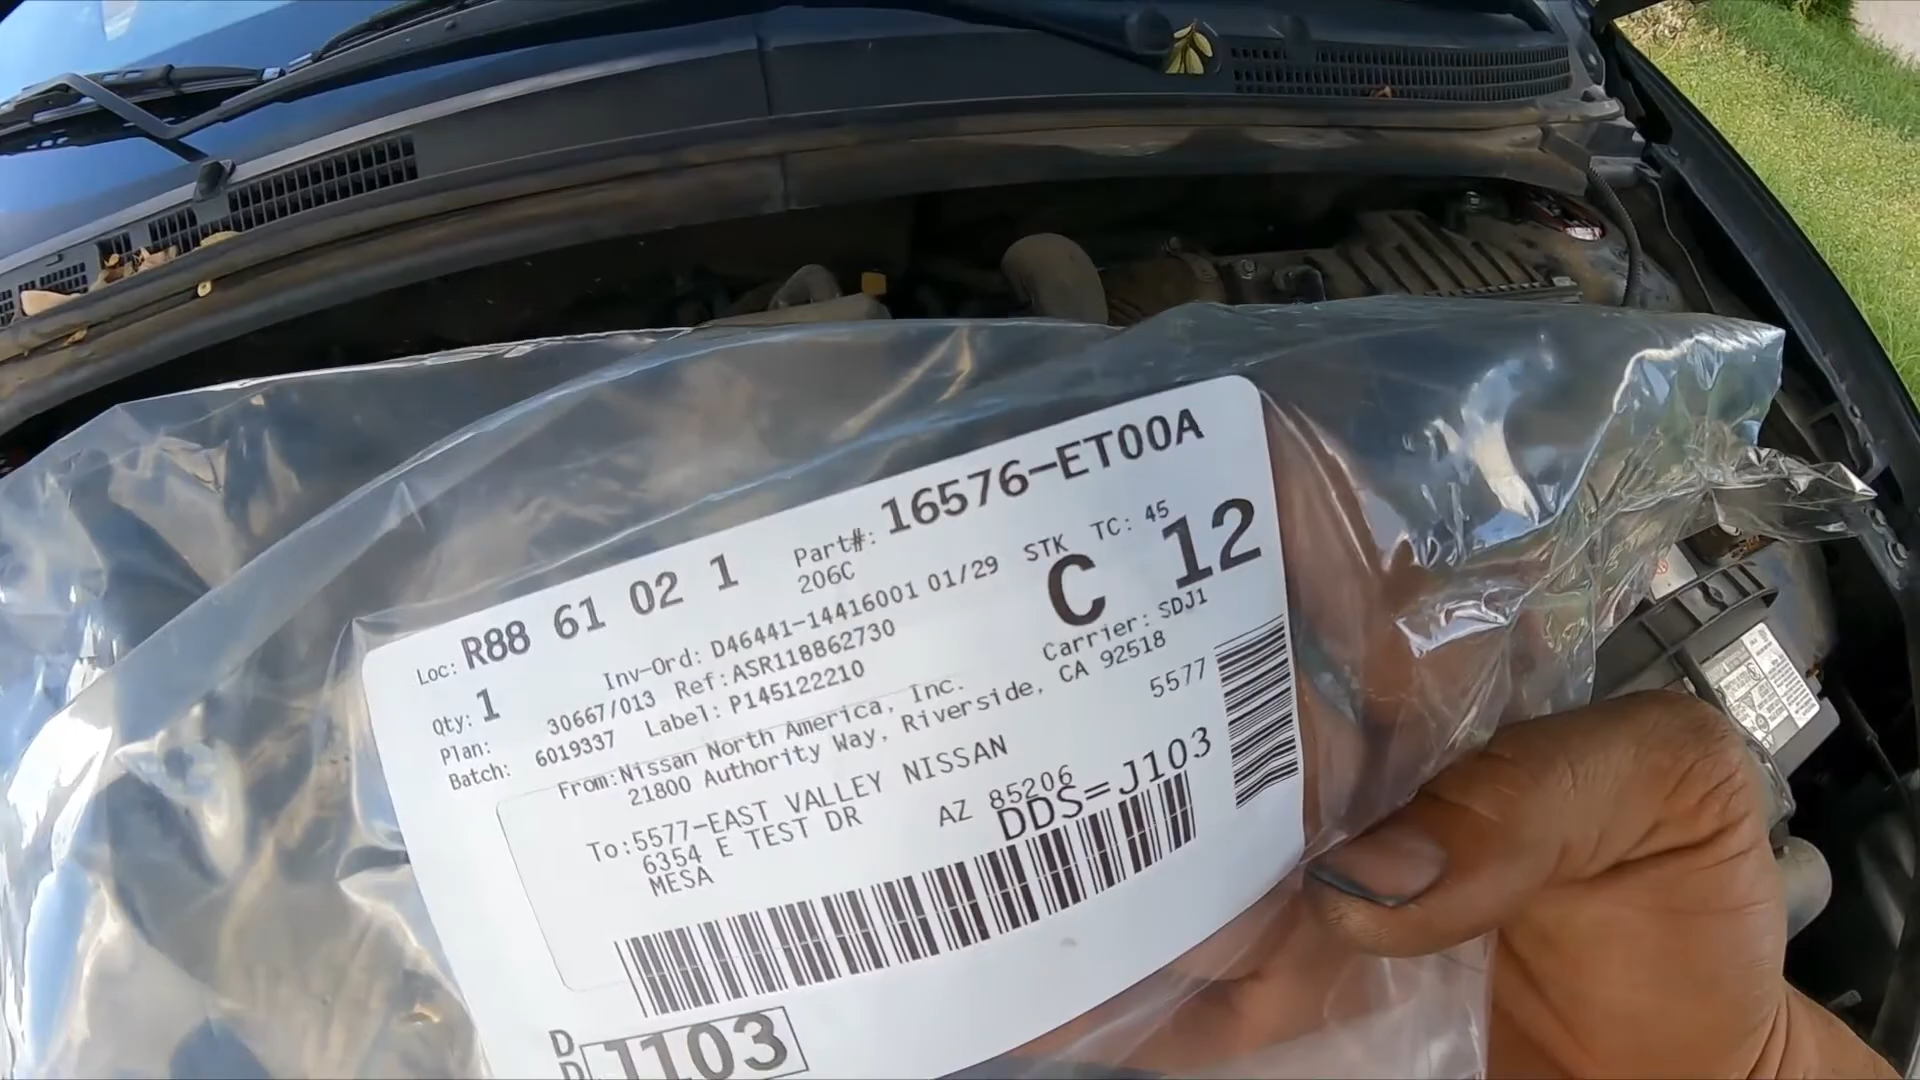 Loc: R88 61 02 1 Part#: 16576-ET00A
206C
Qty: 1 Inv-Ord: D46441-14416001 01/29 STK TC: 45
C 12
Plan: 30667/013 Ref:ASR118862730
Batch: 6019337 Label: P145122210
Carrier: SDJ1
From:Nissan North America, Inc.
21800 Authority Way, Riverside, CA 92518
5577
To:5577-EAST VALLEY NISSAN
6354 E TEST DR
MESA AZ 85206
DDS=J103
D
D J103